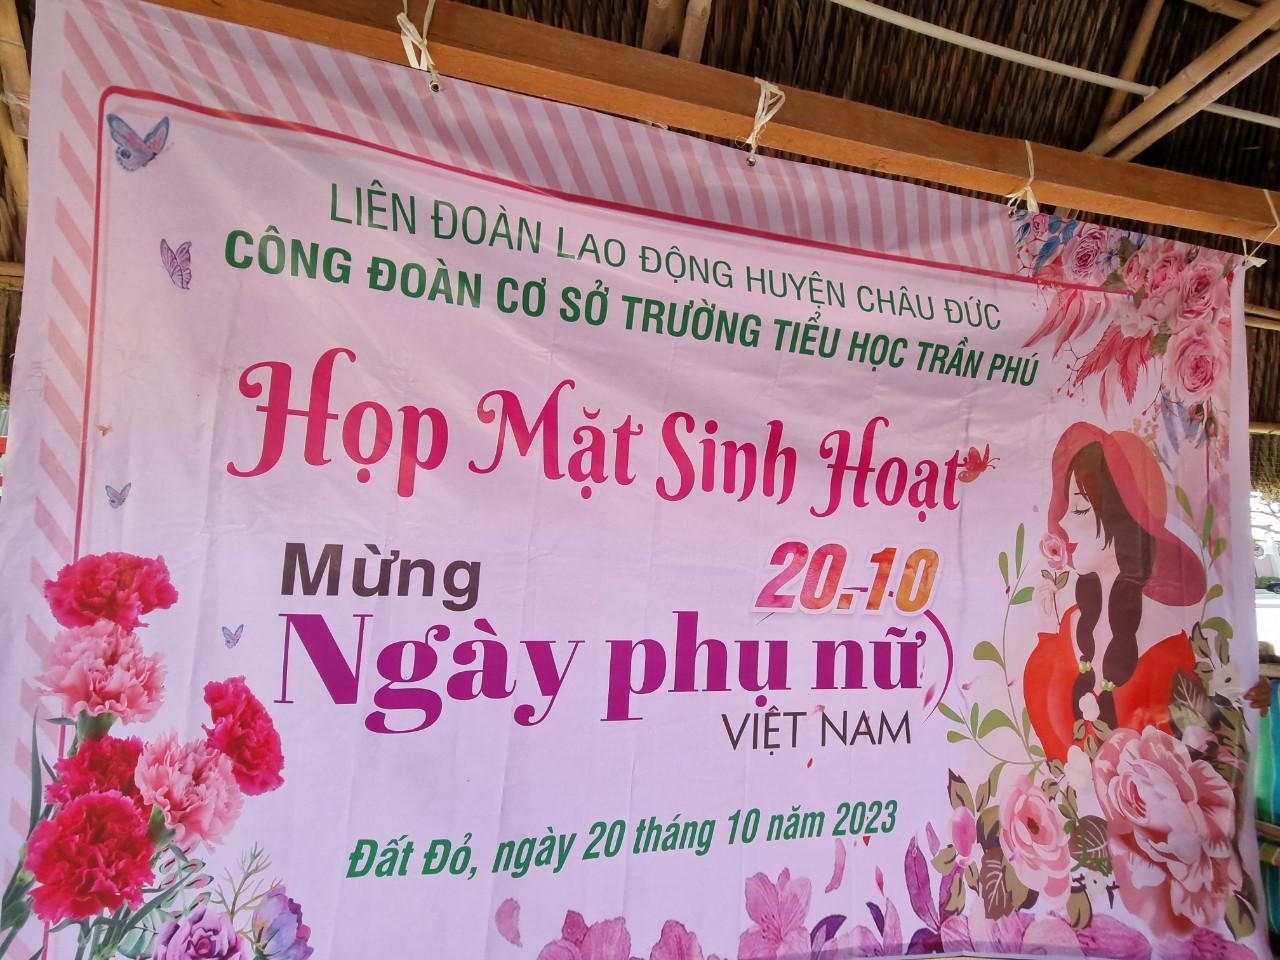 LIÊN ĐOÀN LAO ĐỘNG HUYỆN CHÂU ĐỨC
CÔNG ĐOÀN CƠ SỞ TRƯỜNG TIỂU HỌC TRẦN PHÚ
Họp Mặt Sinh Hoạt
Mừng 20.10
Ngày phụ nữ
VIỆT NAM
Đất Đỏ, ngày 20 tháng 10 năm 2023